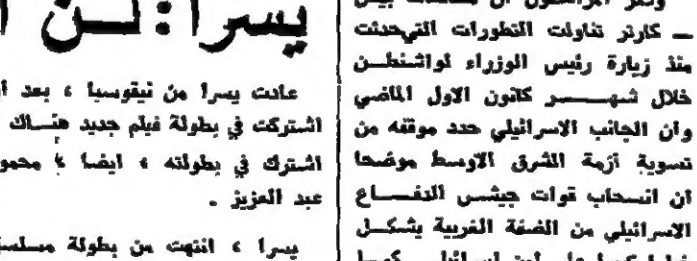 ـ كارتر تناولت التطورات التي حدثت
منذ زيارة رئيس الوزراء لواشنطن
خلال شهر كانون الاول الماضي
وان الجانب الاسرائيلي حدد موقفه من
تسوية أزمة الشرق الاوسط موضحا
ان انسحاب قوات جيش الدفاع
الاسرائيلي من الضفة الغربية يشكل
يسرا : لن
عادت يسرا من نيقوسيا ، بعد
اشتركت في بطولة فيلم جديد هناك
اشترك في بطولته ، ايضا ،
عبد العزيز .
يسرا ، انتهت من بطولة